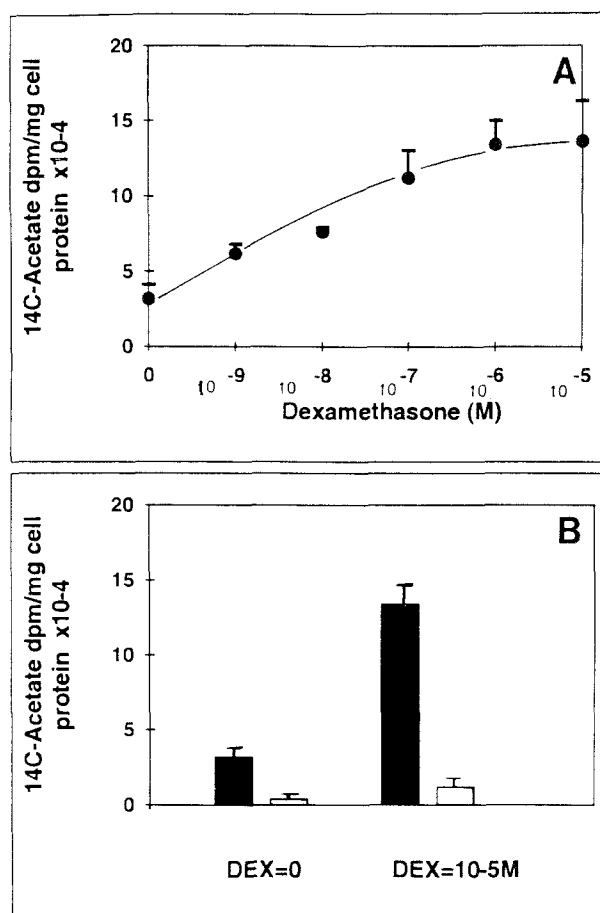 A
14C-Acetate dpm/mg cell
protein x10-4
20
15
10
5
0
0 10 -9 10 -8 10 -7 10 -6 10 -5
Dexamethasone (M)
B
14C-Acetate dpm/mg cell
protein x10-4
20
15
10
5
0
DEX=0 DEX=10-5M